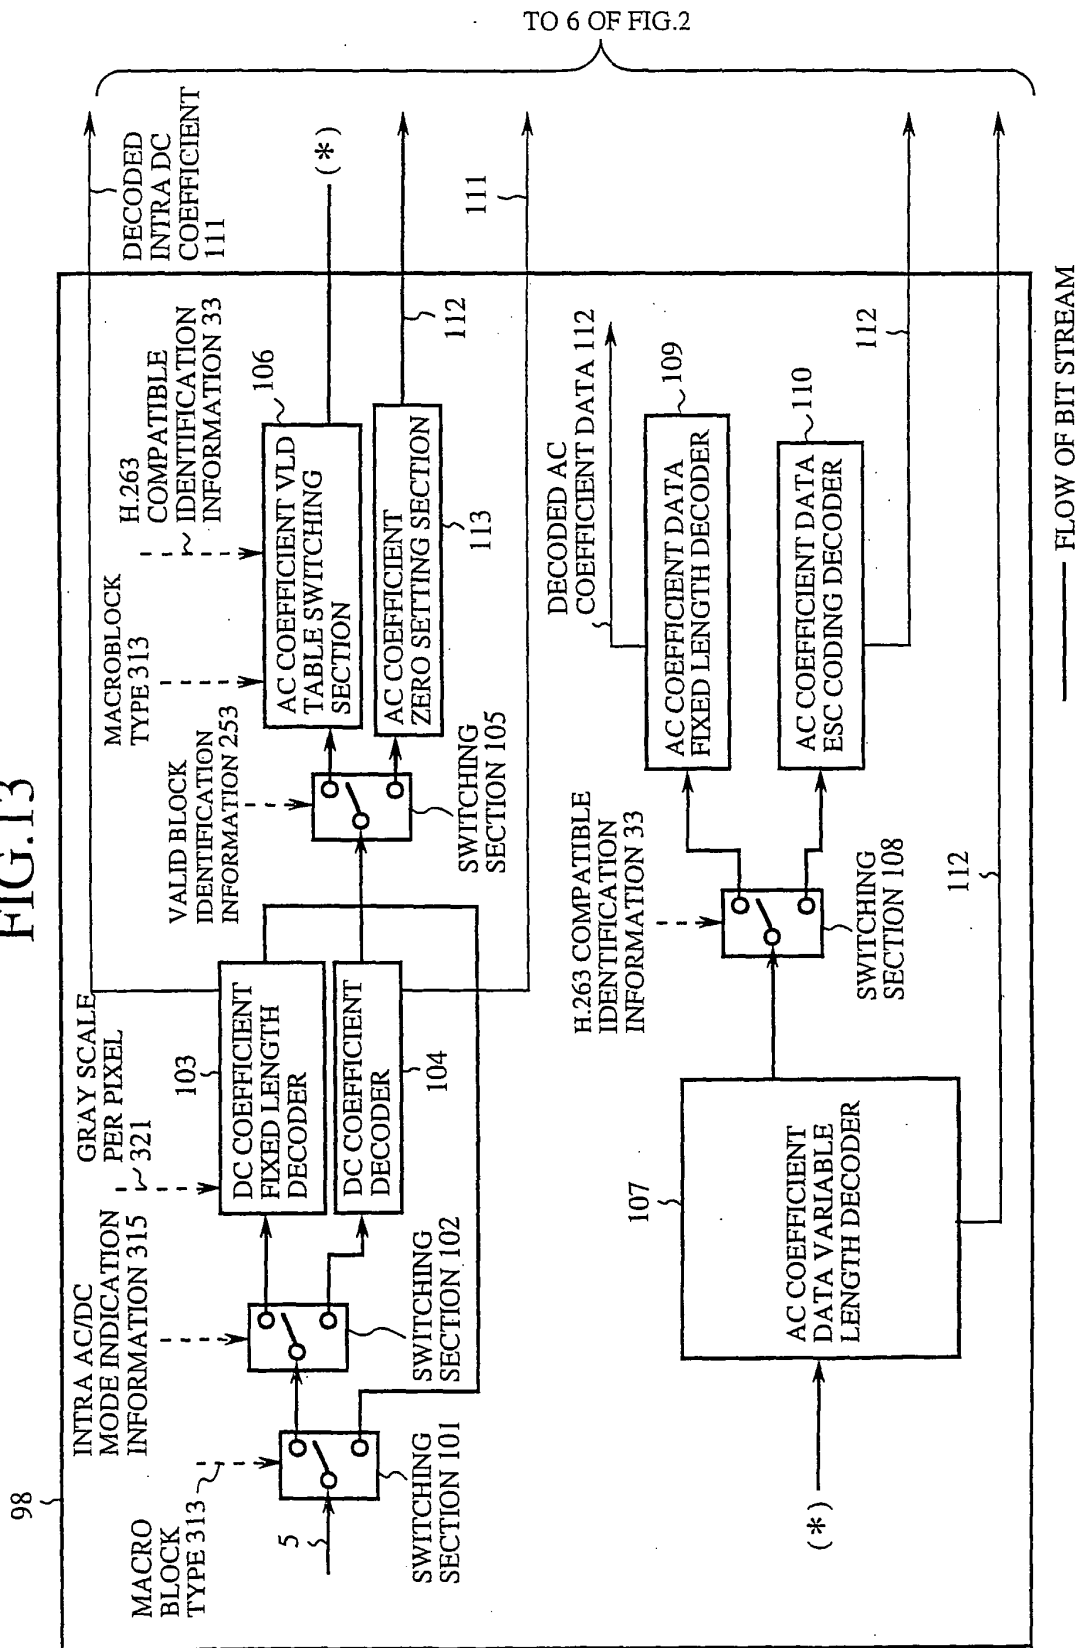 FIG.13
98
MACRO
BLOCK
TYPE 313
5
SWITCHING
SECTION 101
INTRA AC/DC
MODE INDICATION
INFORMATION 315
SWITCHING
SECTION 102
GRAY SCALE
PER PIXEL
321
103
DC COEFFICIENT
FIXED LENGTH
DECODER
DC COEFFICIENT
DECODER
104
VALID BLOCK
IDENTIFICATION
INFORMATION 253
SWITCHING
SECTION 105
MACROBLOCK
TYPE 313
H.263
COMPATIBLE
IDENTIFICATION
INFORMATION 33
106
AC COEFFICIENT VLD
TABLE SWITCHING
SECTION
AC COEFFICIENT
ZERO SETTING SECTION
113
112
DECODED
INTRA DC
COEFFICIENT
111
(*)
111
TO 6 OF FIG.2
(*)
107
AC COEFFICIENT
DATA VARIABLE
LENGTH DECODER
H.263 COMPATIBLE
IDENTIFICATION
INFORMATION 33
SWITCHING
SECTION 108
112
DECODED AC
COEFFICIENT DATA 112
AC COEFFICIENT DATA
FIXED LENGTH DECODER
109
AC COEFFICIENT DATA
ESC CODING DECODER
110
112
FLOW OF BIT STREAM